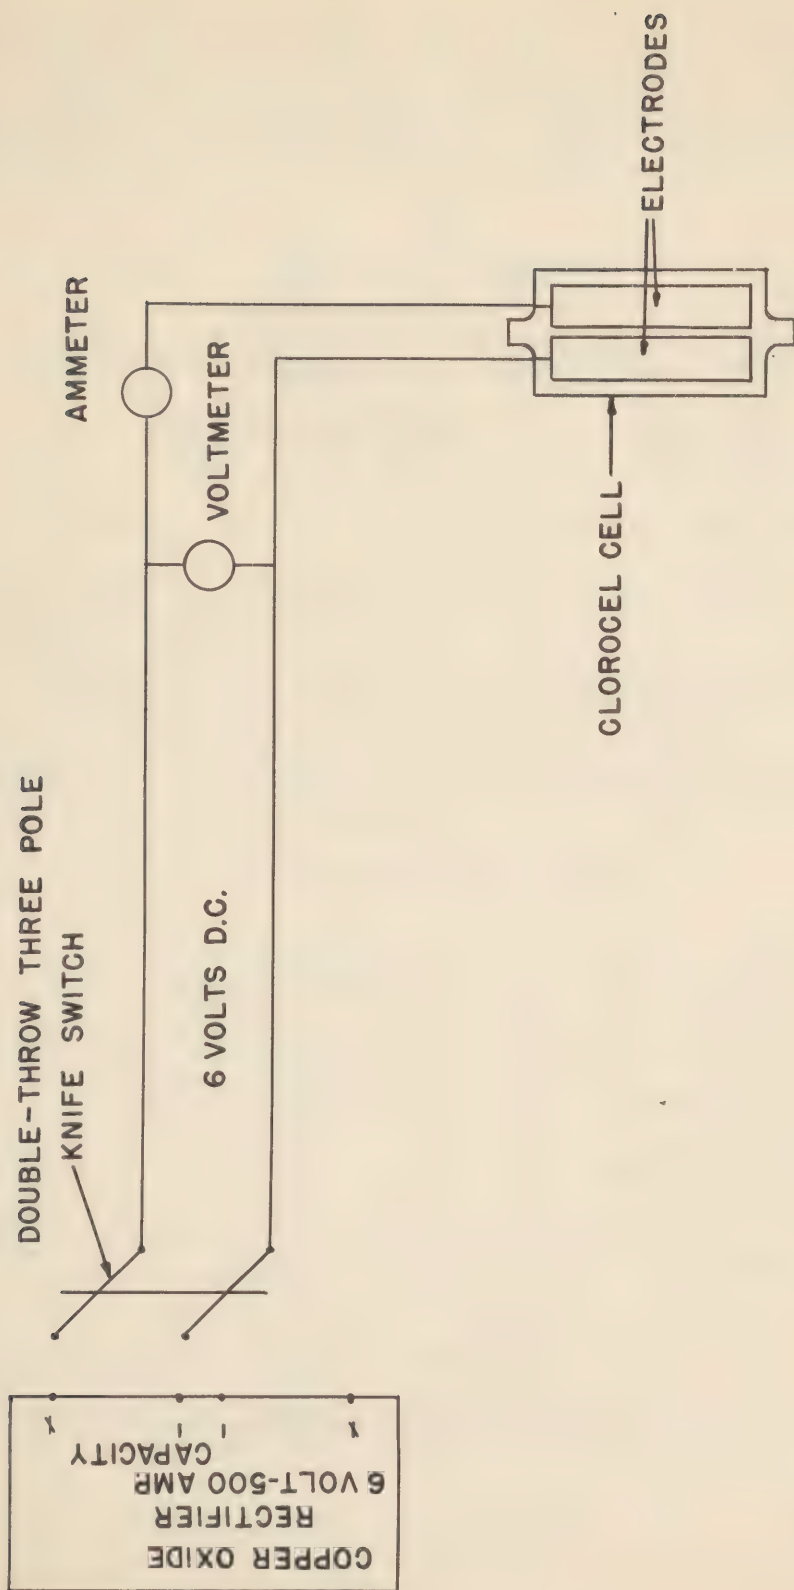 COPPER OXIDE
RECTIFIER
6 VOLT-500 AMP.
CAPACITY
DOUBLE-THROW THREE POLE
KNIFE SWITCH
6 VOLTS D.C.
AMMETER
VOLTMETER
CLOROCEL CELL
ELECTRODES